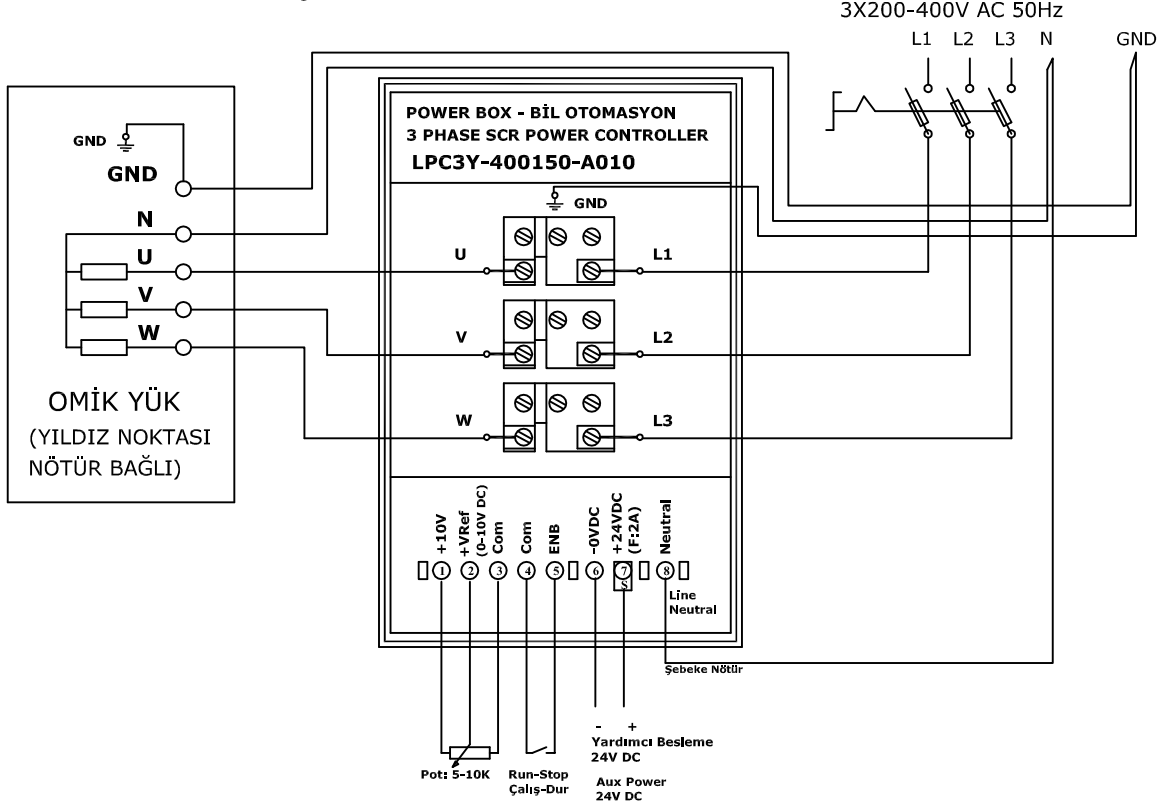 3X200-400V AC 50Hz
L1 L2 L3 N GND
POWER BOX - BİL OTOMASYON
3 PHASE SCR POWER CONTROLLER
LPC3Y-400150-A010
GND
GND
GND
N
U
V
W
OMİK YÜK
(YILDIZ NOKTASI
NÖTÜR BAĞLI)
U L1
V L2
W L3
+10V
+VRef
(0-10V DC)
Com
Com
ENB
-0VDC
+24VDC
(F:2A)
Neutral
1 2 3 4 5 6 7 8
S
Line
Neutral
Şebeke Nötür
- +
Yardımcı Besleme
24V DC
Pot: 5-10K
Run-Stop
Çalış-Dur
Aux Power
24V DC